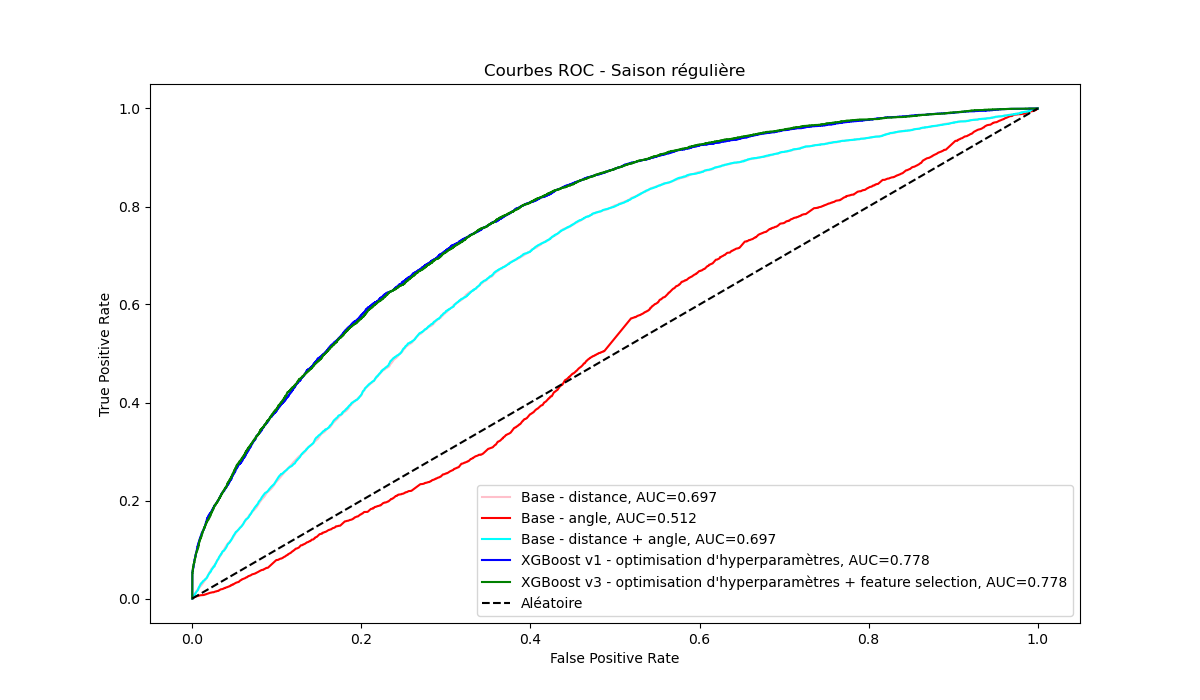 Courbes ROC - Saison régulière
True Positive Rate
1.0
0.8
0.6
0.4
0.2
0.0
Base - distance, AUC=0.697
Base - angle, AUC=0.512
Base - distance + angle, AUC=0.697
XGBoost v1 - optimisation d'hyperparamètres, AUC=0.778
XGBoost v3 - optimisation d'hyperparamètres + feature selection, AUC=0.778
Aléatoire
0.0 0.2 0.4 0.6 0.8 1.0
False Positive Rate